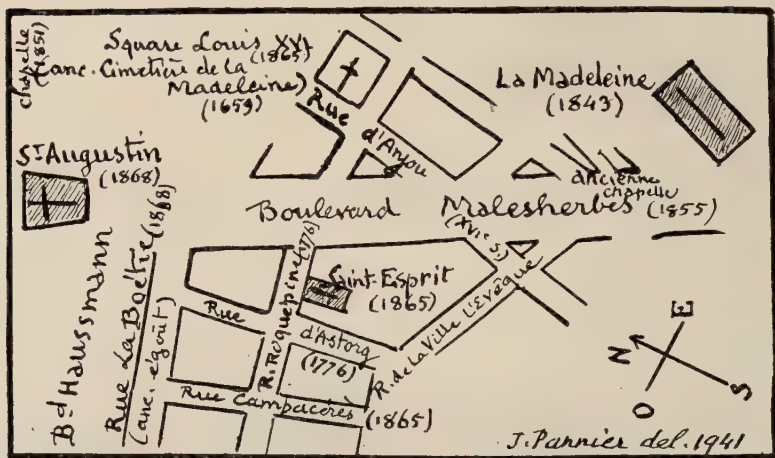 chapelle
(1851)
Square Louis XVI
(1865)
(anc. Cimetière de la
Madeleine)
(1659)
Rue
d'Anjou
La Madeleine
(1843)
St Augustin
(1868)
ancienne
chapelle
Boulevard Malesherbes (1855)
Bd Haussmann
Rue La Boëtie (1868)
(anc. égout)
R. Roquépine (1776)
Saint-Esprit
(1865)
Rue
d'Astorg
(1776)
Rue Cambacérès (1865)
R. de la Ville L'Evêque
(XVIe S.)
N
E
S
O
J. Pannier del. 1941